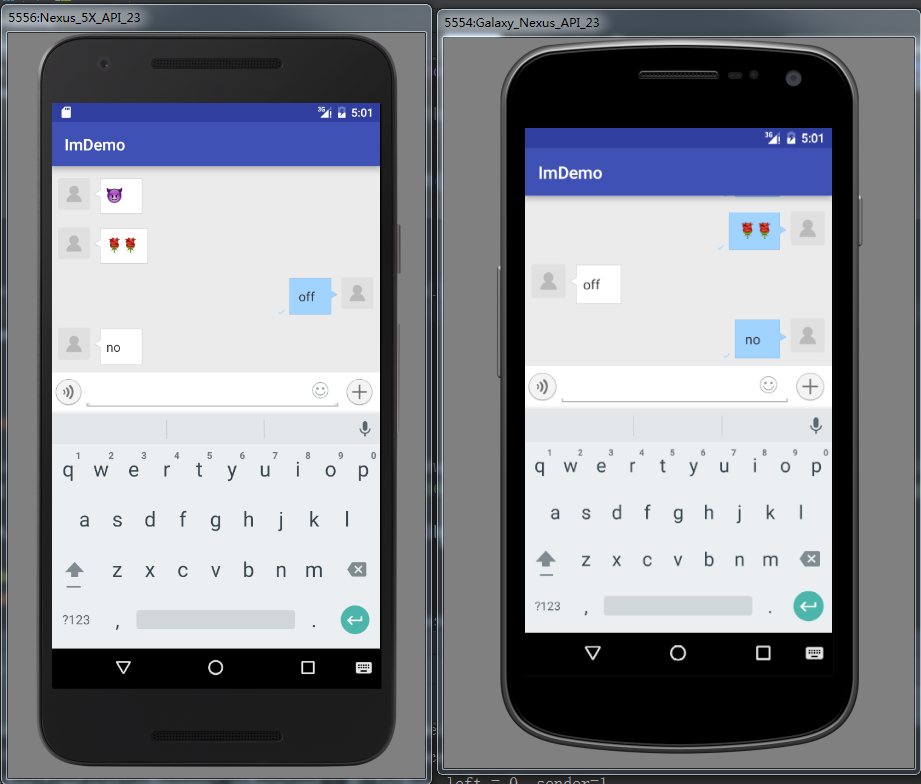 5556:Nexus_5X_API_23
3G 5:01
ImDemo
off
no
1 2 3 4 5 6 7 8 9 0
q w e r t y u i o p
a s d f g h j k l
z x c v b n m
?123 , .
5554:Galaxy_Nexus_API_23
3G 5:01
ImDemo
off
no
1 2 3 4 5 6 7 8 9 0
q w e r t y u i o p
a s d f g h j k l
z x c v b n m
?123 , .
left = 0, sender=1